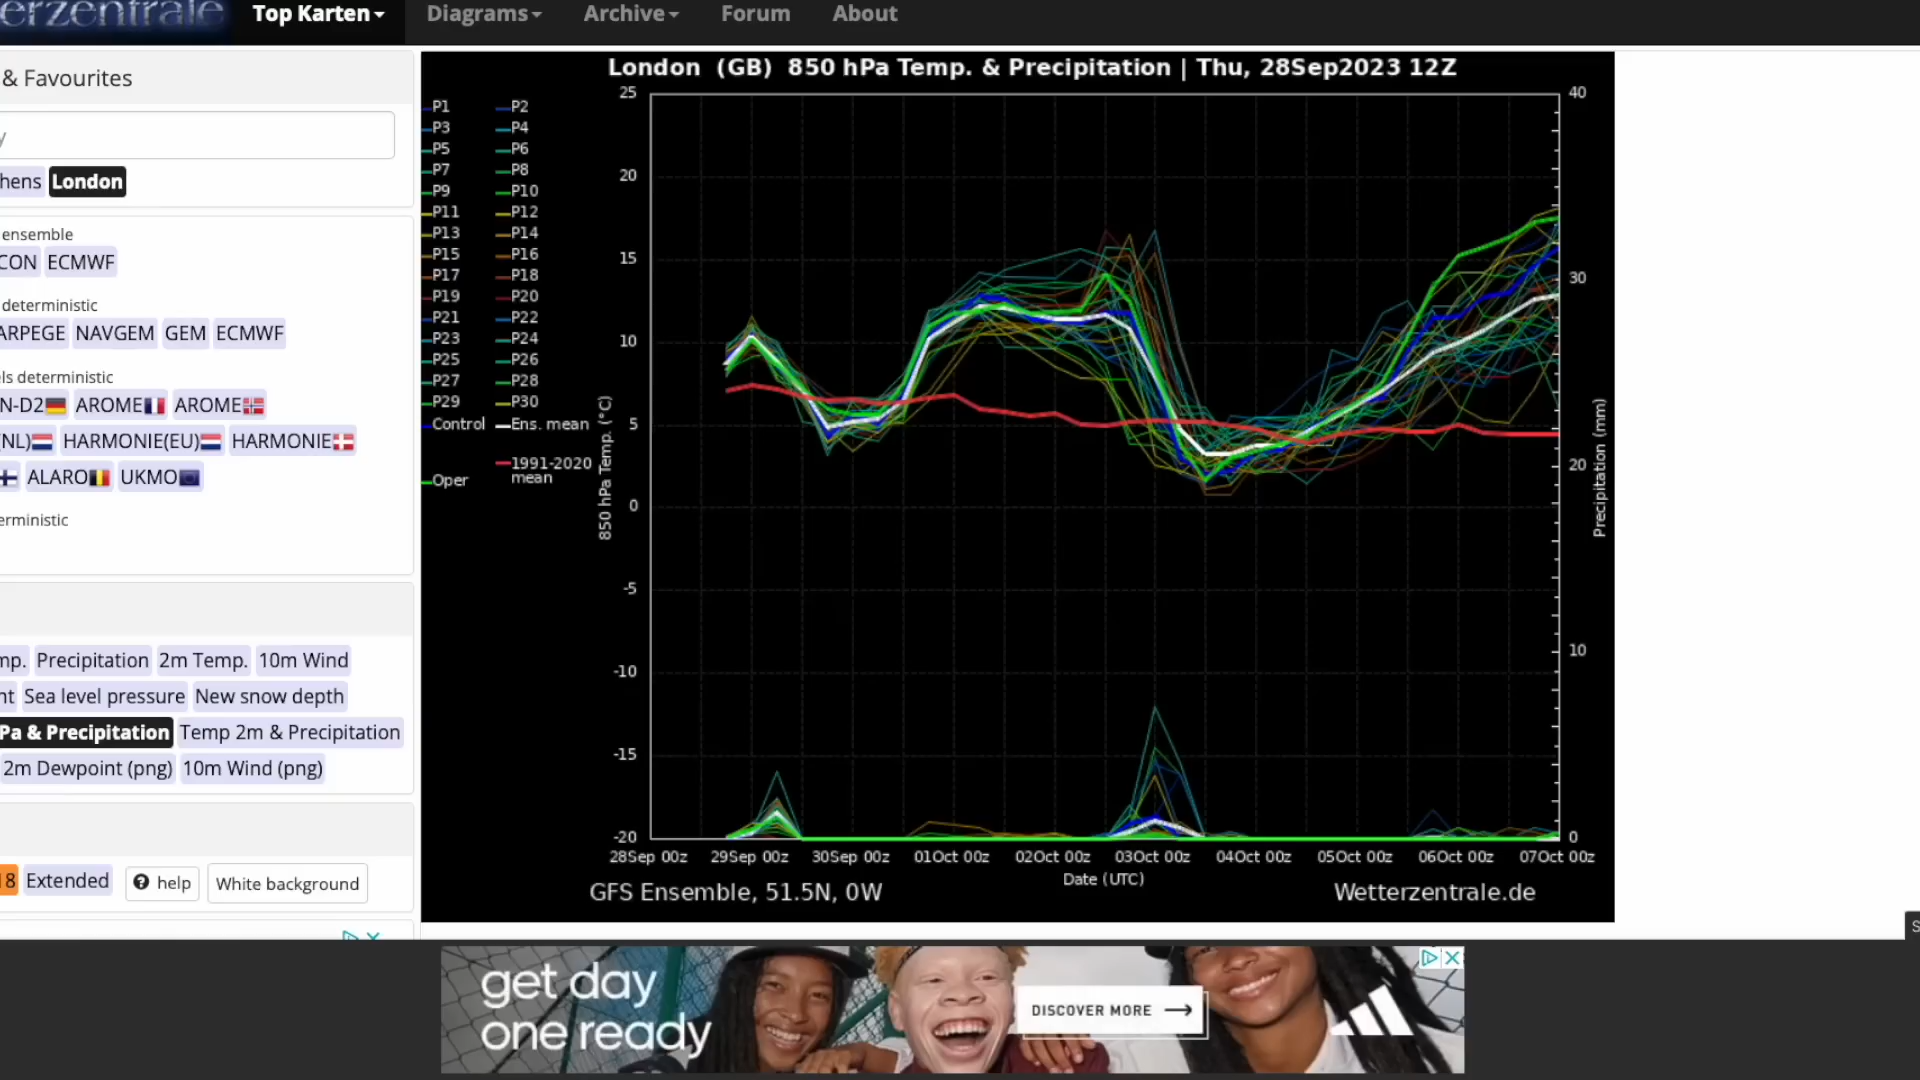 erzentrale Top Karten Diagrams Archive Forum About
& Favourites
y
hens London
ensemble
CON ECMWF
deterministic
ARPEGE NAVGEM GEM ECMWF
ls deterministic
N-D2 AROME AROME
(NL) HARMONIE(EU) HARMONIE
ALARO UKMO
erministic
mp. Precipitation 2m Temp. 10m Wind
nt Sea level pressure New snow depth
Pa & Precipitation Temp 2m & Precipitation
2m Dewpoint (png) 10m Wind (png)
18 Extended help White background
London (GB) 850 hPa Temp. & Precipitation | Thu, 28Sep2023 12Z
P1 P2
P3 P4
P5 P6
P7 P8
P9 P10
P11 P12
P13 P14
P15 P16
P17 P18
P19 P20
P21 P22
P23 P24
P25 P26
P27 P28
P29 P30
Control Ens. mean
Oper 1991-2020 mean
850 hPa Temp. (°C)
25
20
15
10
5
0
-5
-10
-15
-20
40
30
20
10
0
Precipitation (mm)
28Sep 00z 29Sep 00z 30Sep 00z 01Oct 00z 02Oct 00z 03Oct 00z 04Oct 00z 05Oct 00z 06Oct 00z 07Oct 00z
Date (UTC)
GFS Ensemble, 51.5N, 0W Wetterzentrale.de
S
get day
one ready
DISCOVER MORE